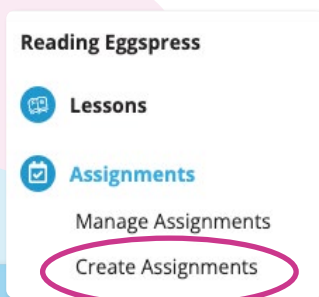 Reading Eggspress
Lessons
Assignments
Manage Assignments
Create Assignments